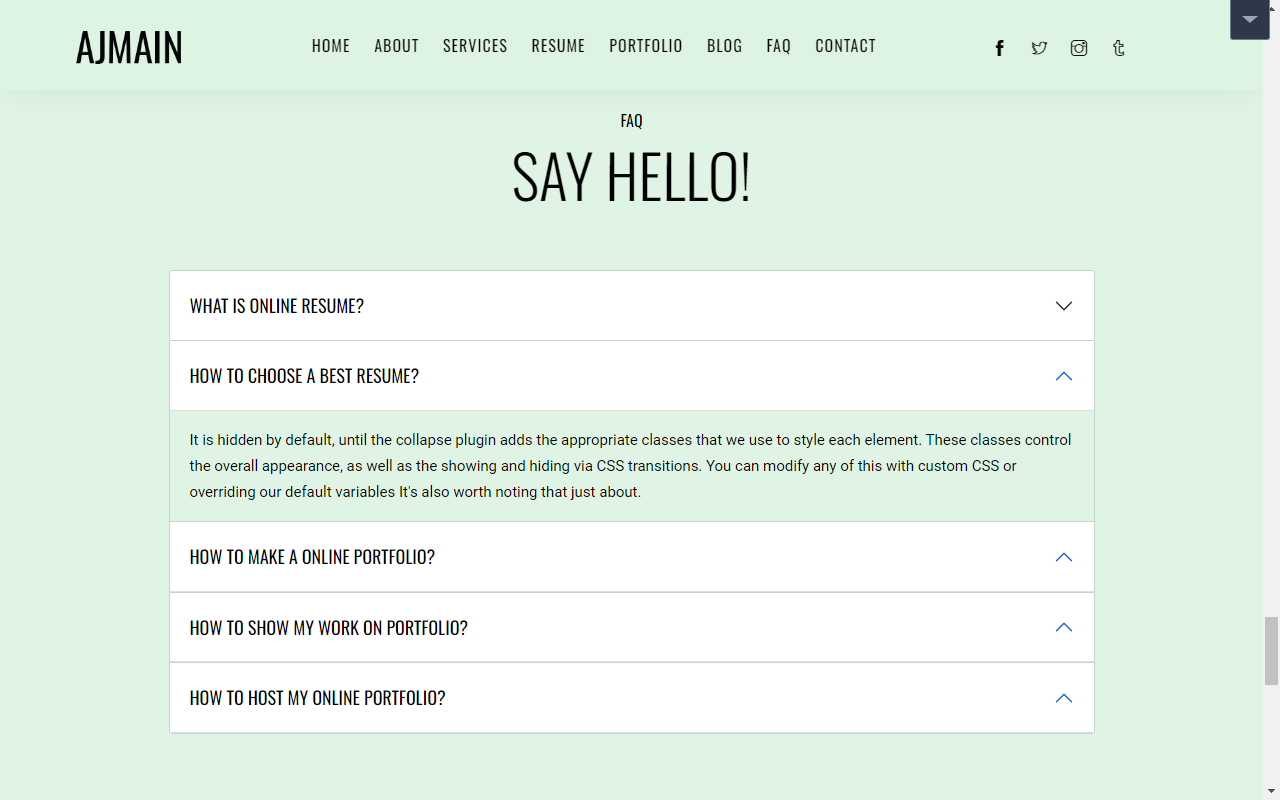 AJMAIN
HOME ABOUT SERVICES RESUME PORTFOLIO BLOG FAQ CONTACT
FAQ
SAY HELLO!
WHAT IS ONLINE RESUME?
HOW TO CHOOSE A BEST RESUME?
It is hidden by default, until the collapse plugin adds the appropriate classes that we use to style each element. These classes control
the overall appearance, as well as the showing and hiding via CSS transitions. You can modify any of this with custom CSS or
overriding our default variables It's also worth noting that just about.
HOW TO MAKE A ONLINE PORTFOLIO?
HOW TO SHOW MY WORK ON PORTFOLIO?
HOW TO HOST MY ONLINE PORTFOLIO?